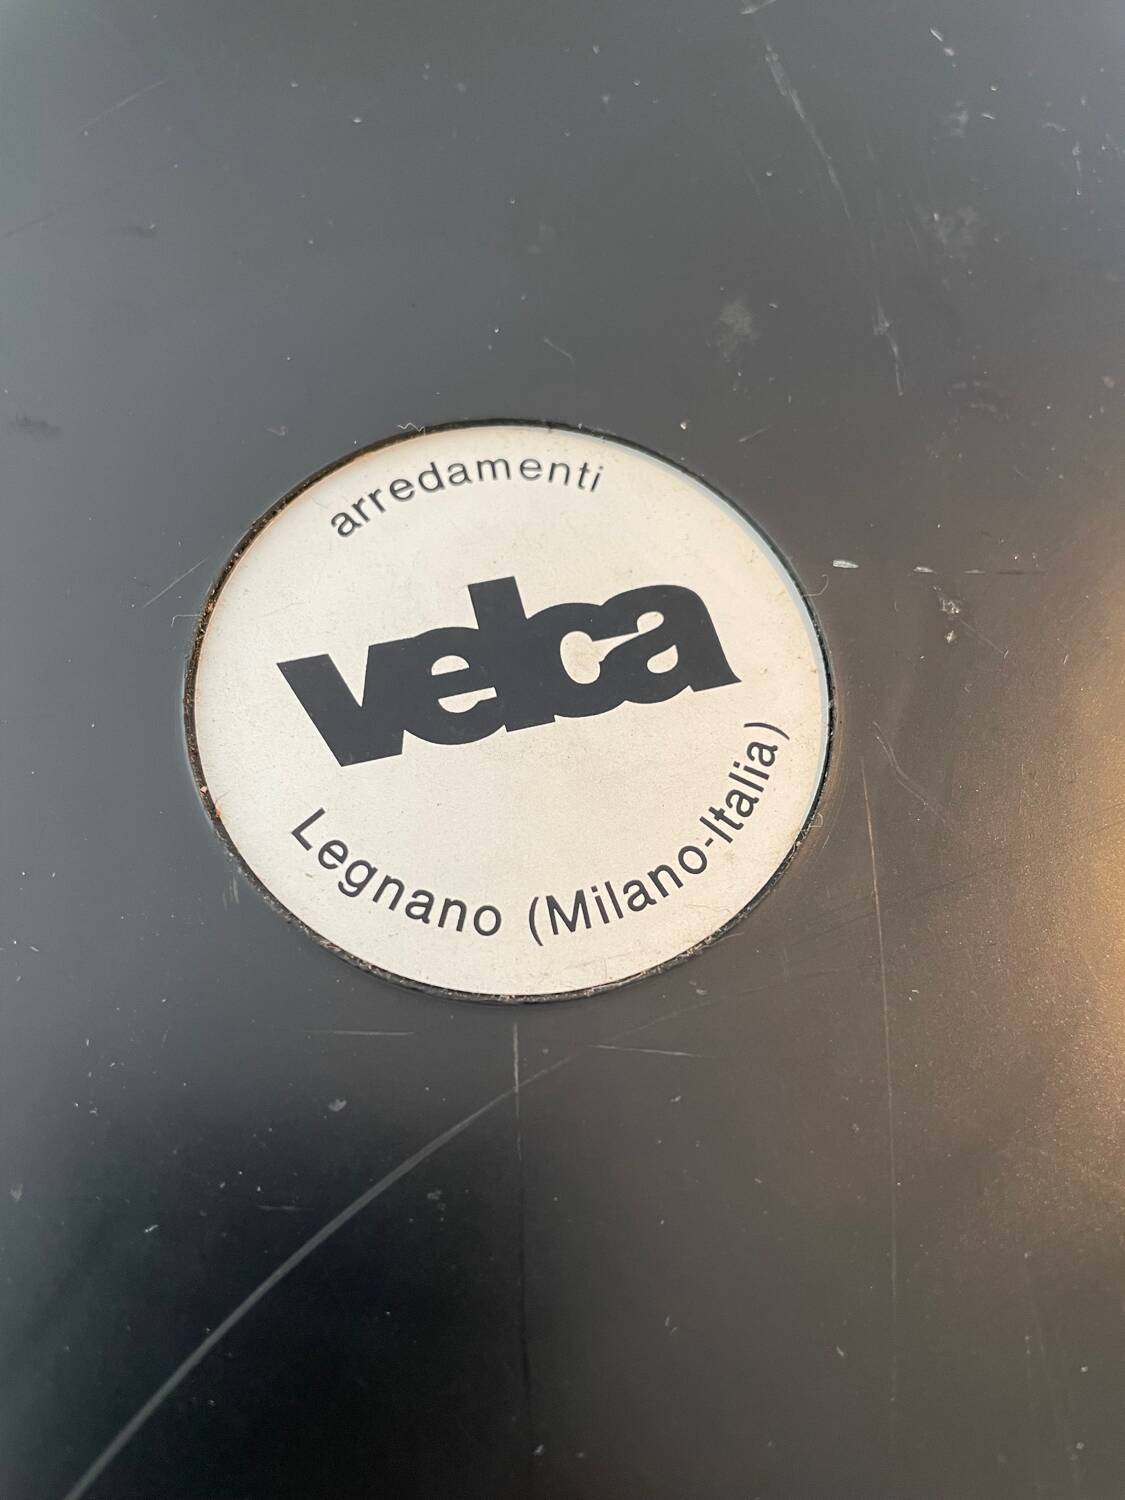 arredamenti
velca
Legnano (Milano-Italia)